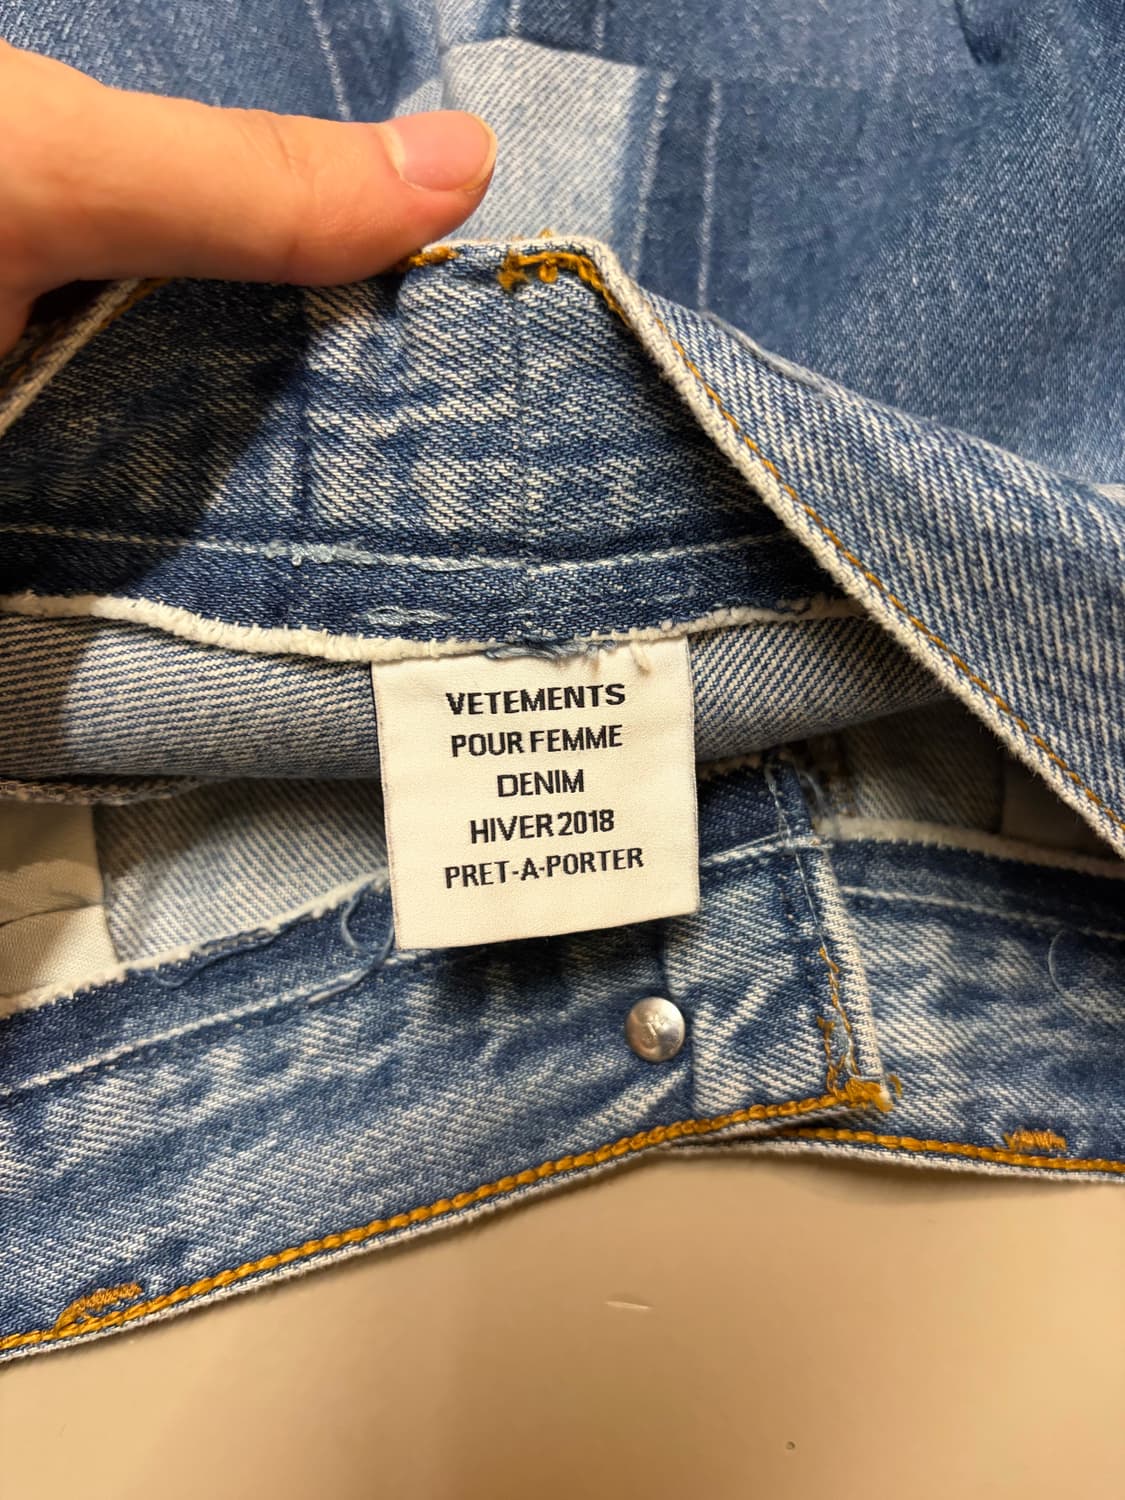 VETEMENTS
POUR FEMME
DENIM
HIVER 2018
PRET-A-PORTER